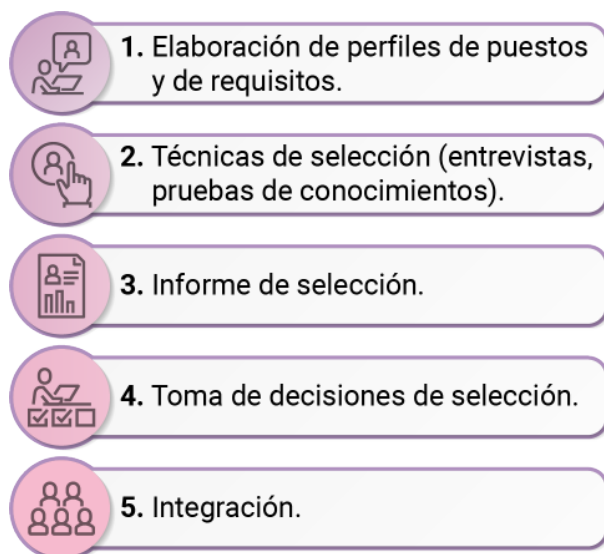 1. Elaboración de perfiles de puestos
y de requisitos.
2. Técnicas de selección (entrevistas,
pruebas de conocimientos).
3. Informe de selección.
4. Toma de decisiones de selección.
5. Integración.